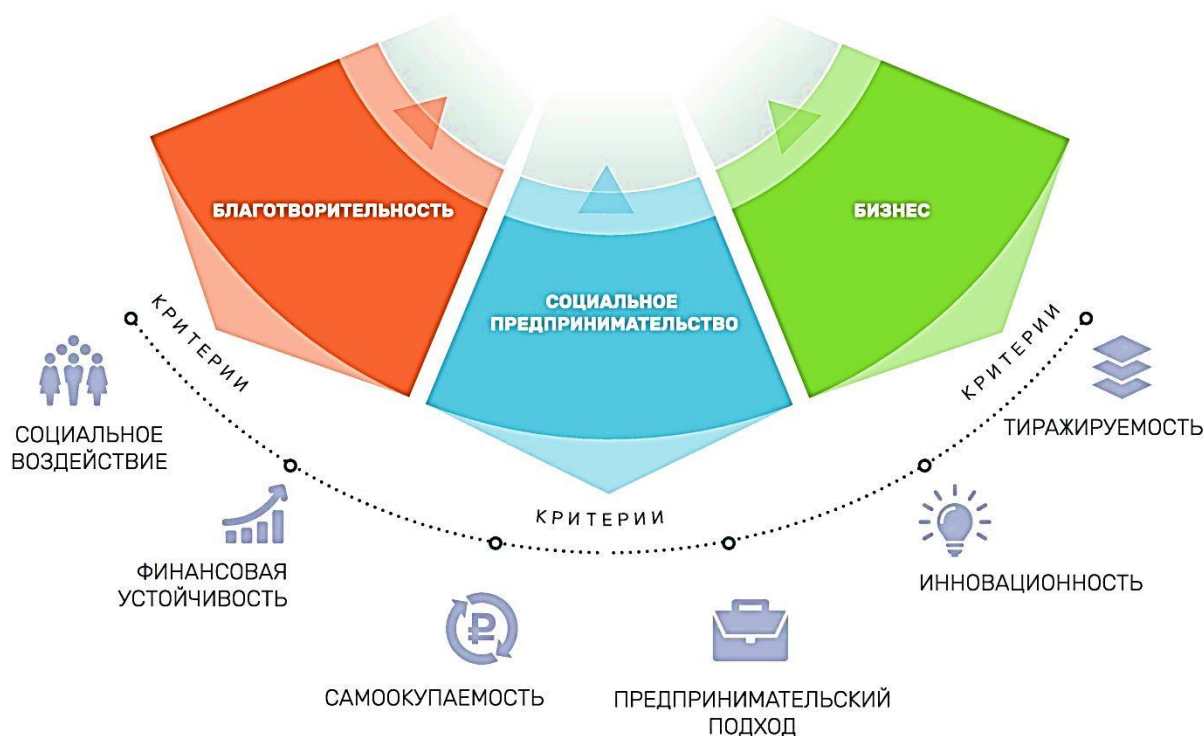 БЛАГОТВОРИТЕЛЬНОСТЬ
СОЦИАЛЬНОЕ
ПРЕДПРИНИМАТЕЛЬСТВО
БИЗНЕС
КРИТЕРИИ
КРИТЕРИИ
КРИТЕРИИ
СОЦИАЛЬНОЕ
ВОЗДЕЙСТВИЕ
ФИНАНСОВАЯ
УСТОЙЧИВОСТЬ
₽
САМООКУПАЕМОСТЬ
ПРЕДПРИНИМАТЕЛЬСКИЙ
ПОДХОД
ИННОВАЦИОННОСТЬ
ТИРАЖИРУЕМОСТЬ